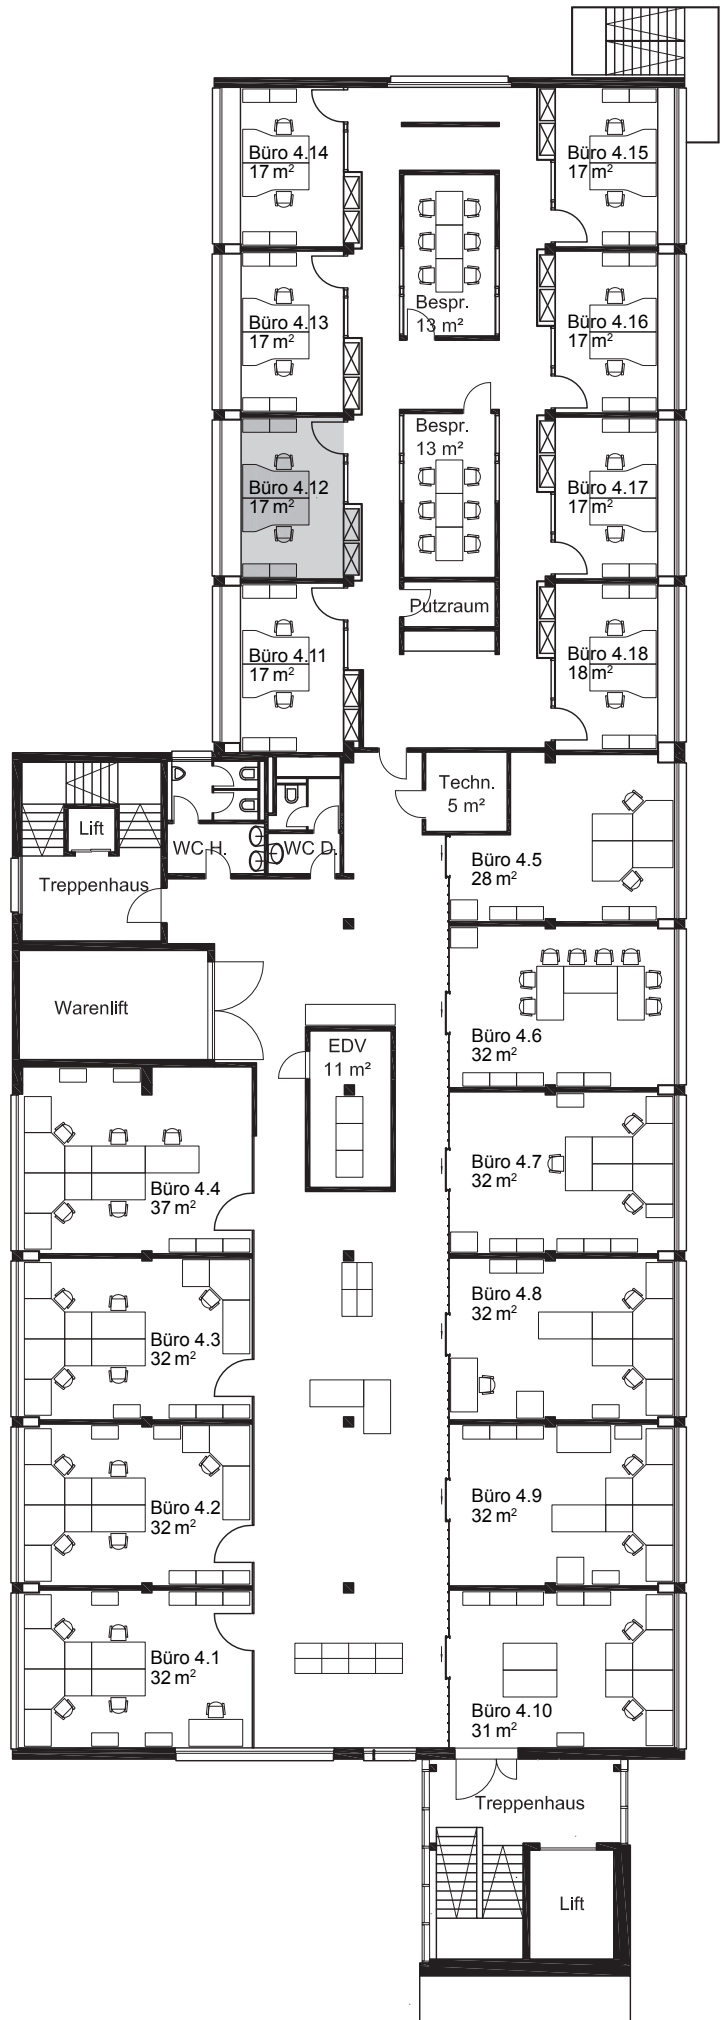 Büro 4.14
17 m²
Büro 4.15
17 m²
Bespr.
13 m²
Büro 4.13
17 m²
Büro 4.16
17 m²
Bespr.
13 m²
Büro 4.12
17 m²
Büro 4.17
17 m²
Putzraum
Büro 4.11
17 m²
Büro 4.18
18 m²
Techn.
5 m²
Lift
WC H.
WC D.
Büro 4.5
28 m²
Treppenhaus
Warenlift
EDV
11 m²
Büro 4.6
32 m²
Büro 4.4
37 m²
Büro 4.7
32 m²
Büro 4.3
32 m²
Büro 4.8
32 m²
Büro 4.2
32 m²
Büro 4.9
32 m²
Büro 4.1
32 m²
Büro 4.10
31 m²
Treppenhaus
Lift